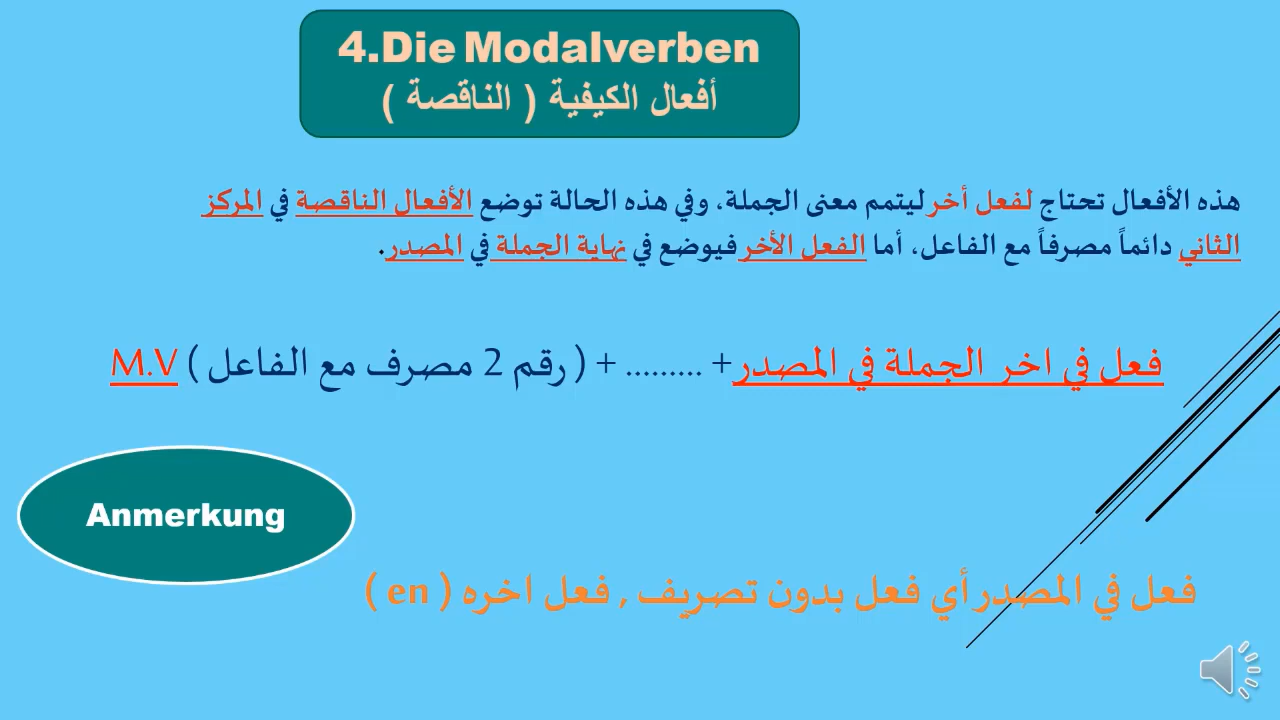 4.Die Modalverben
أفعال الكيفية ( الناقصة )
هذه الأفعال تحتاج لفعل أخر ليتمم معنى الجملة، وفي هذه الحالة توضع الأفعال الناقصة في المركز
الثاني دائماً مصرفاً مع الفاعل، أما الفعل الأخر فيوضع في نهاية الجملة في المصدر.
M.V ( رقم 2 مصرف مع الفاعل ) + ......... + فعل في اخر الجملة في المصدر
Anmerkung
فعل في المصدر أي فعل بدون تصريف , فعل اخره ( en )